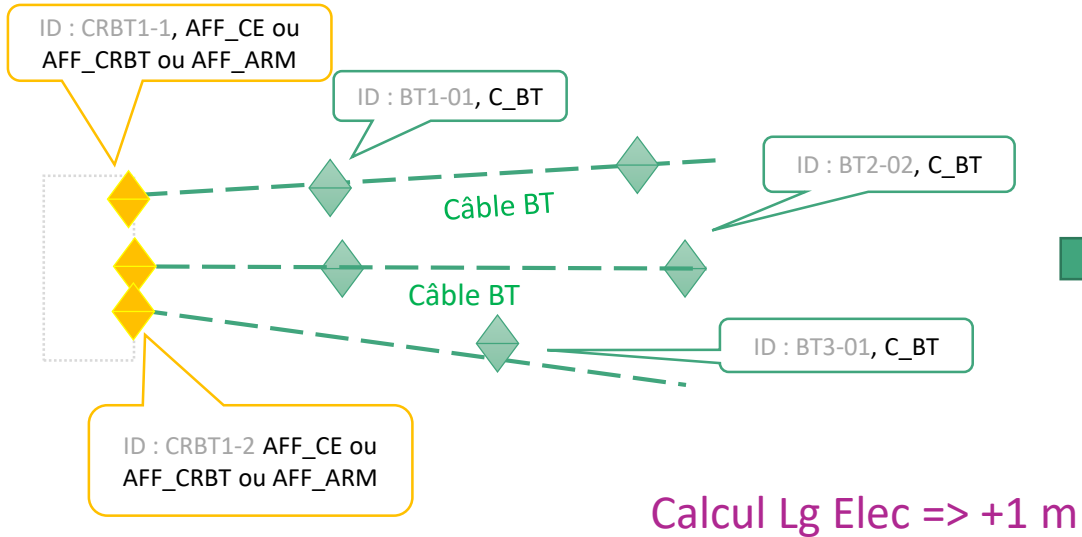 ID : CRBT1-1, AFF_CE ou
AFF_CRBT ou AFF_ARM
ID : BT1-01, C_BT
ID : BT2-02, C_BT
Câble BT
Câble BT
ID : BT3-01, C_BT
ID : CRBT1-2 AFF_CE ou
AFF_CRBT ou AFF_ARM
Calcul Lg Elec => +1 m